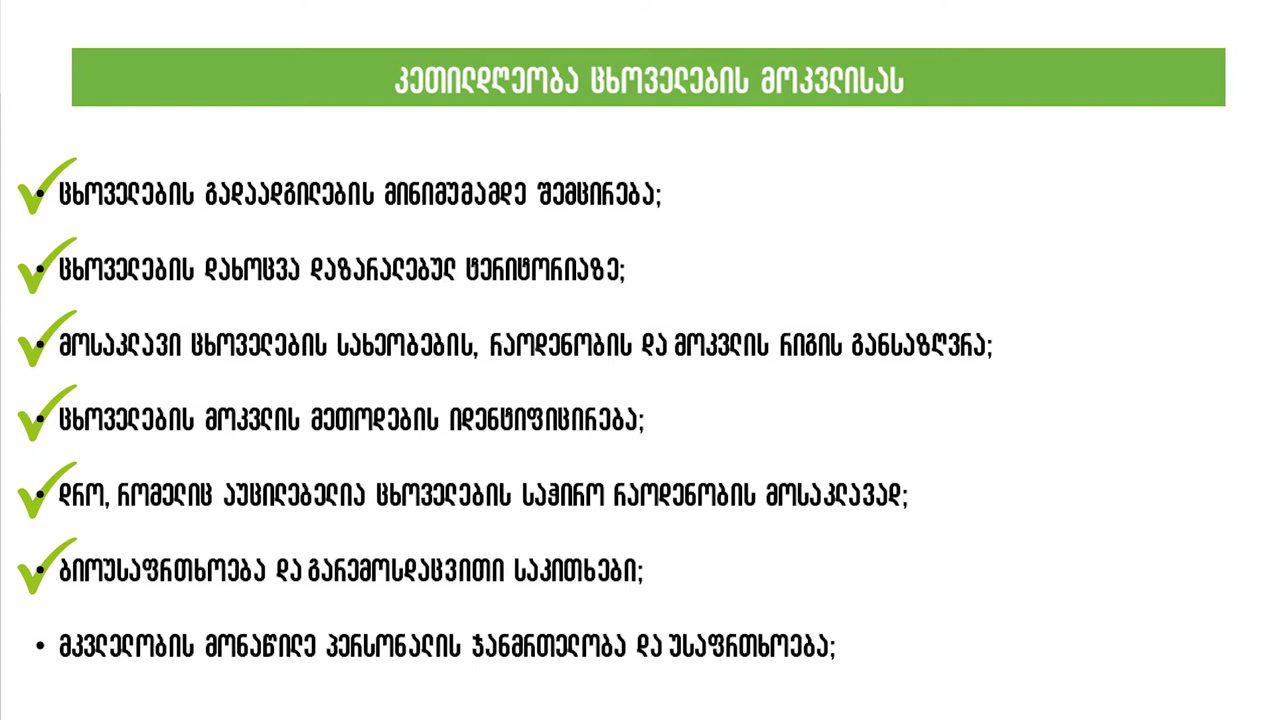 კეთილდღეობა ცხოველების მოკვლისას
• ცხოველების გადაადგილების მინიმუმამდე შემცირება;
• ცხოველების დახოცვა დაზარალებულ ტერიტორიაზე;
• მოსაკლავი ცხოველების სახეობების, რაოდენობის და მოკვლის რიგის განსაზღვრა;
• ცხოველების მოკვლის მეთოდების იდენტიფიცირება;
• დრო, რომელიც აუცილებელია ცხოველების საჭირო რაოდენობის მოსაკლავად;
• ბიოუსაფრთხოება და გარემოსდაცვითი საკითხები;
• მკვლელობის მონაწილე პერსონალის ჯანმრთელობა და უსაფრთხოება;